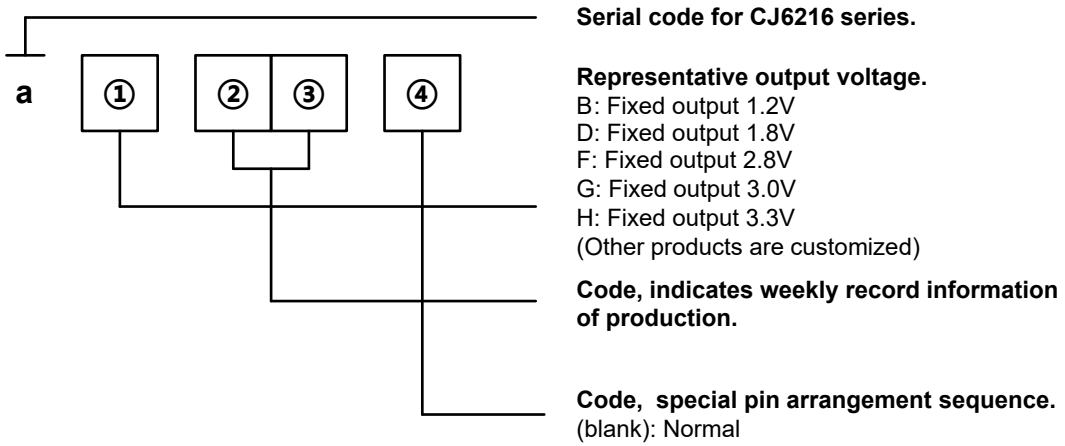 Serial code for CJ6216 series.
a ① ② ③ ④
Representative output voltage.
B: Fixed output 1.2V
D: Fixed output 1.8V
F: Fixed output 2.8V
G: Fixed output 3.0V
H: Fixed output 3.3V
(Other products are customized)
Code, indicates weekly record information
of production.
Code, special pin arrangement sequence.
(blank): Normal